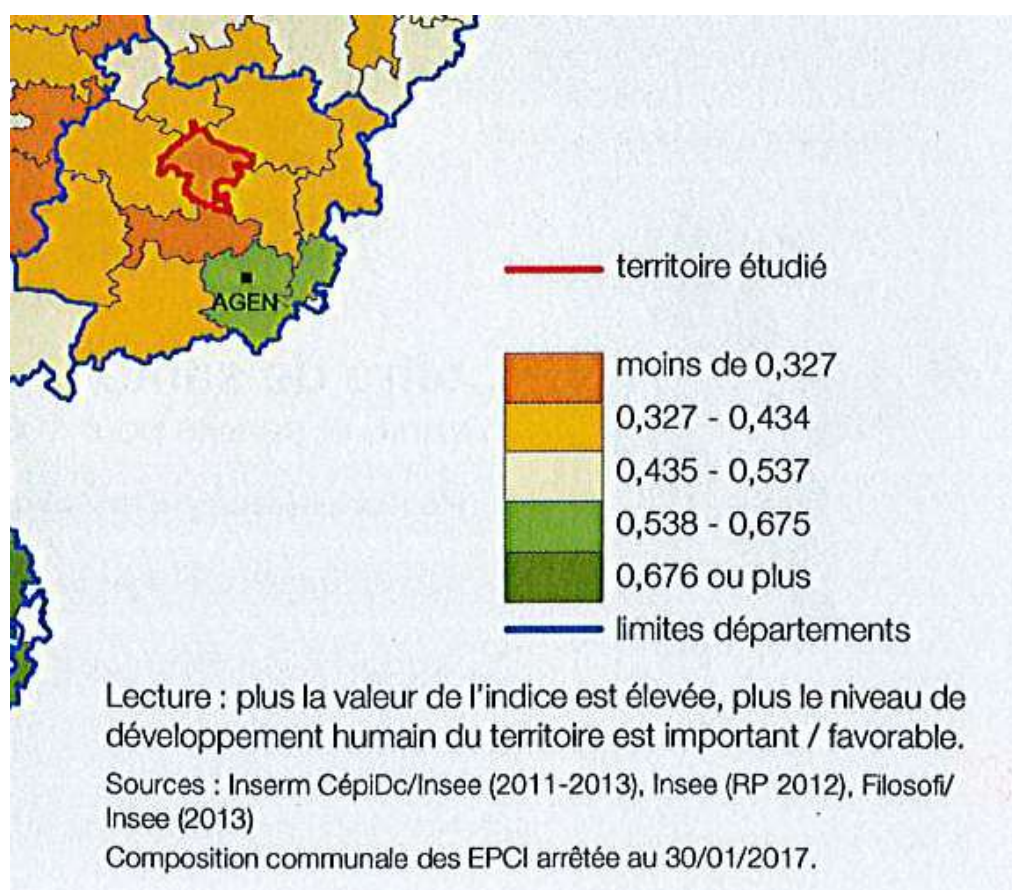 AGEN
territoire étudié
moins de 0,327
0,327 - 0,434
0,435 - 0,537
0,538 - 0,675
0,676 ou plus
limites départements
Lecture : plus la valeur de l'indice est élevée, plus le niveau de
développement humain du territoire est important / favorable.
Sources : Inserm CépiDc/Insee (2011-2013), Insee (RP 2012), Filosofi/
Insee (2013)
Composition communale des EPCI arrêtée au 30/01/2017.